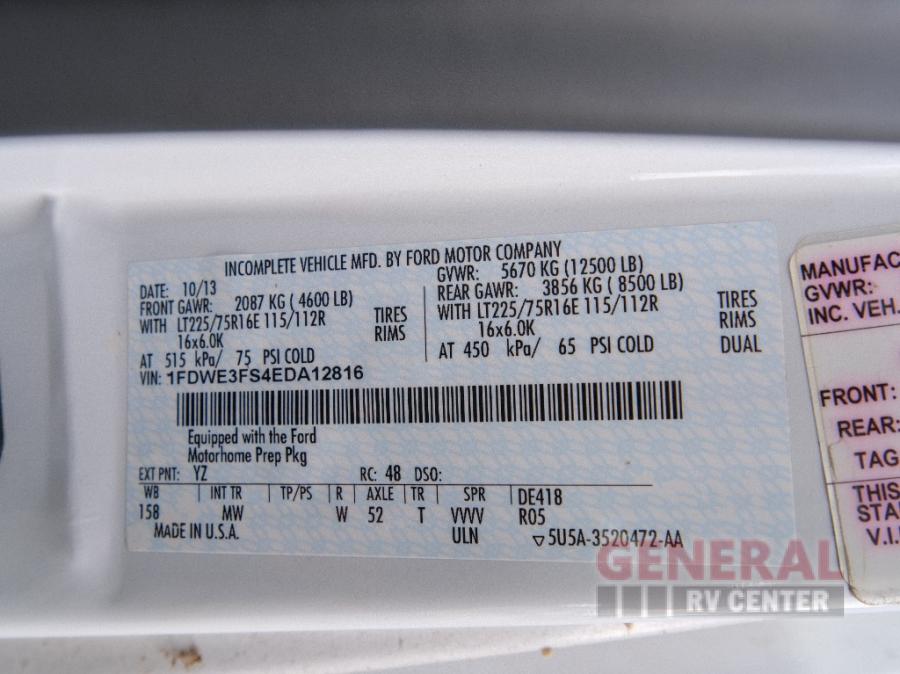 INCOMPLETE VEHICLE MFD. BY FORD MOTOR COMPANY
DATE: 10/13 GVWR: 5670 KG (12500 LB)
FRONT GAWR: 2087 KG (4600 LB) REAR GAWR: 3856 KG (8500 LB)
WITH LT225/75R16E 115/112R TIRES WITH LT225/75R16E 115/112R TIRES
16x6.0K RIMS 16x6.0K RIMS
AT 515 kPa/ 75 PSI COLD AT 450 kPa/ 65 PSI COLD DUAL
VIN: 1FDWE3FS4EDA12816
Equipped with the Ford
Motorhome Prep Pkg
EXT PNT: YZ RC: 48 DSO:
WB INT TR TP/PS R AXLE TR SPR DE418
158 MW W 52 T VVVV R05
MADE IN U.S.A. ULN ▽5U5A-3520472-AA
MANUFAC
GVWR:
INC. VEH.
FRONT:
REAR:
TAG
THIS
STA
V.I.
GENERAL
RV CENTER